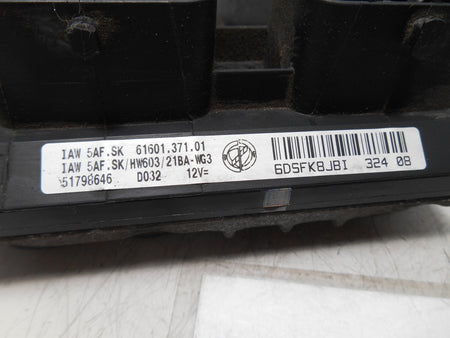 IAW 5AF.SK 61601.371.01
IAW 5AF.SK/HW603/21BA-WG3
51798646 D032 12V=
6DSFK8JBI 324 08